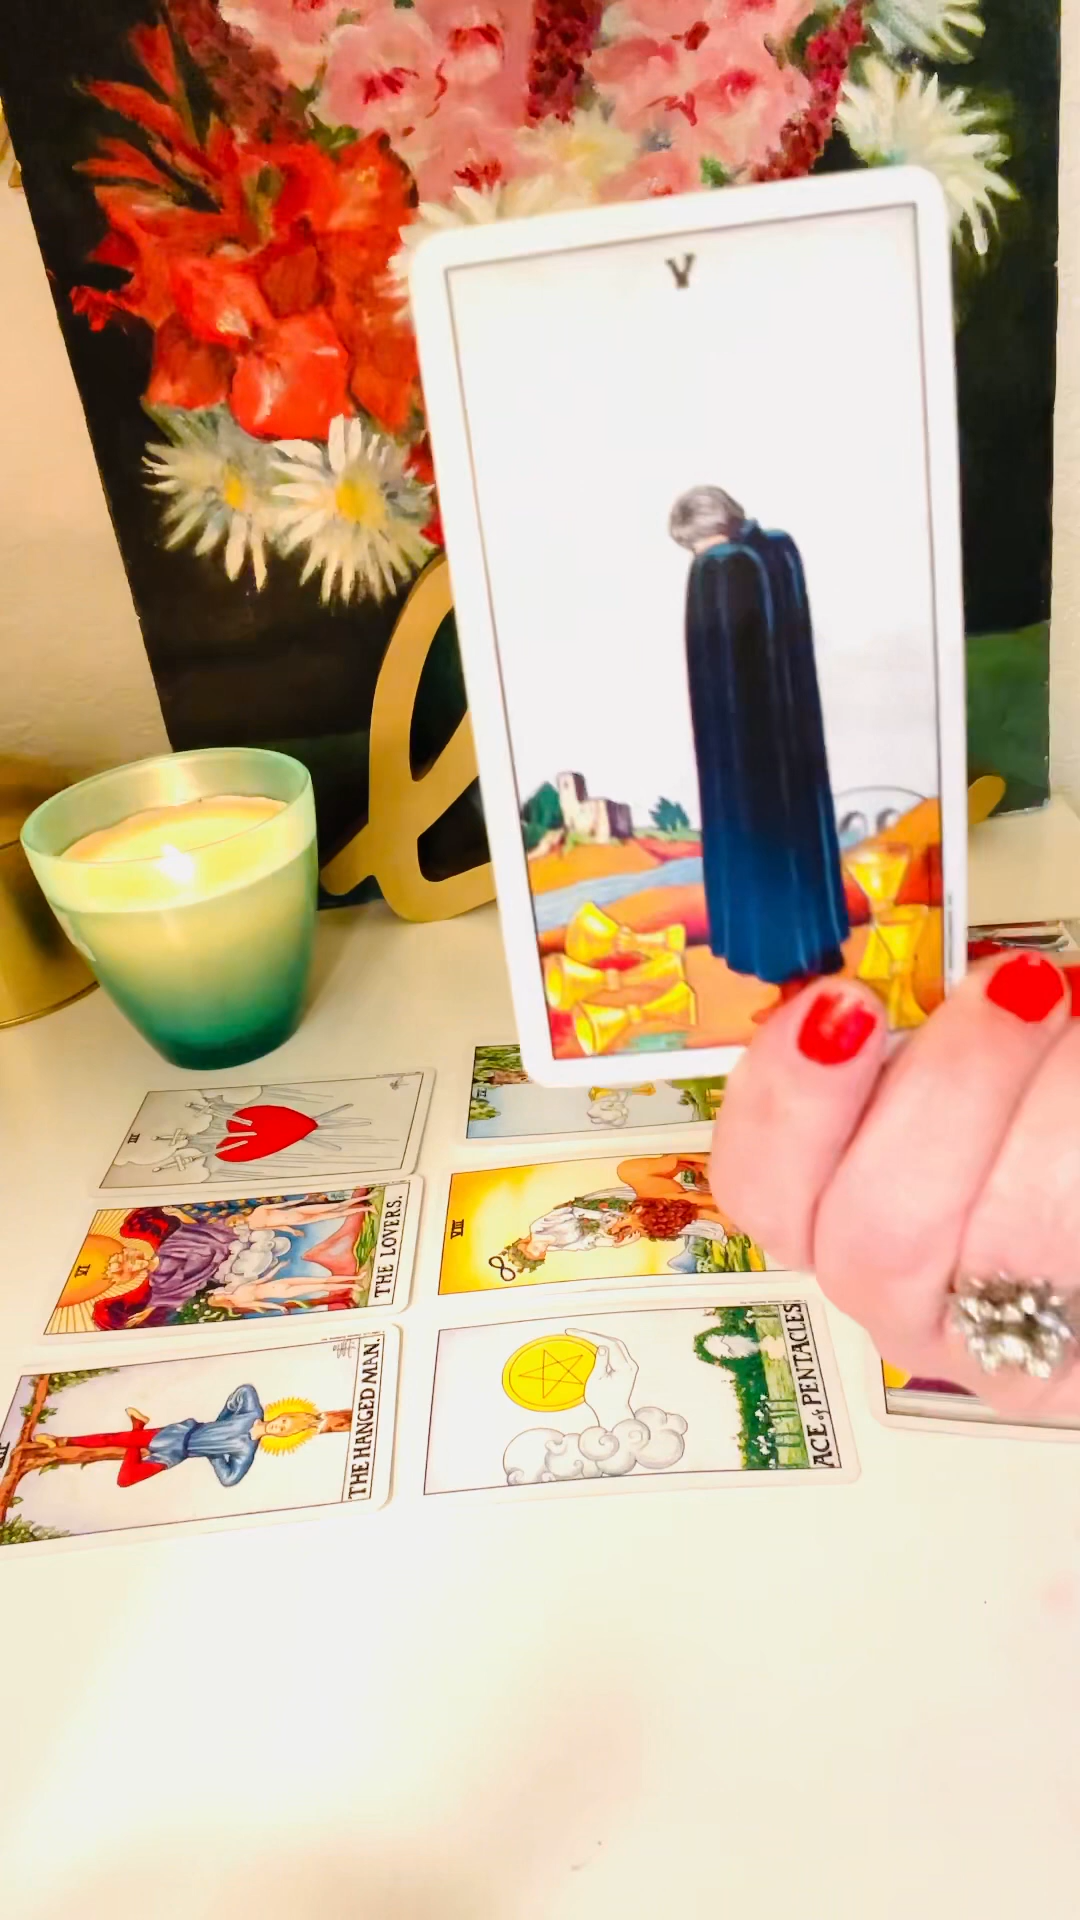 V
III
VI
THE LOVERS.
VIII
THE HANGED MAN.
ACE of PENTACLES